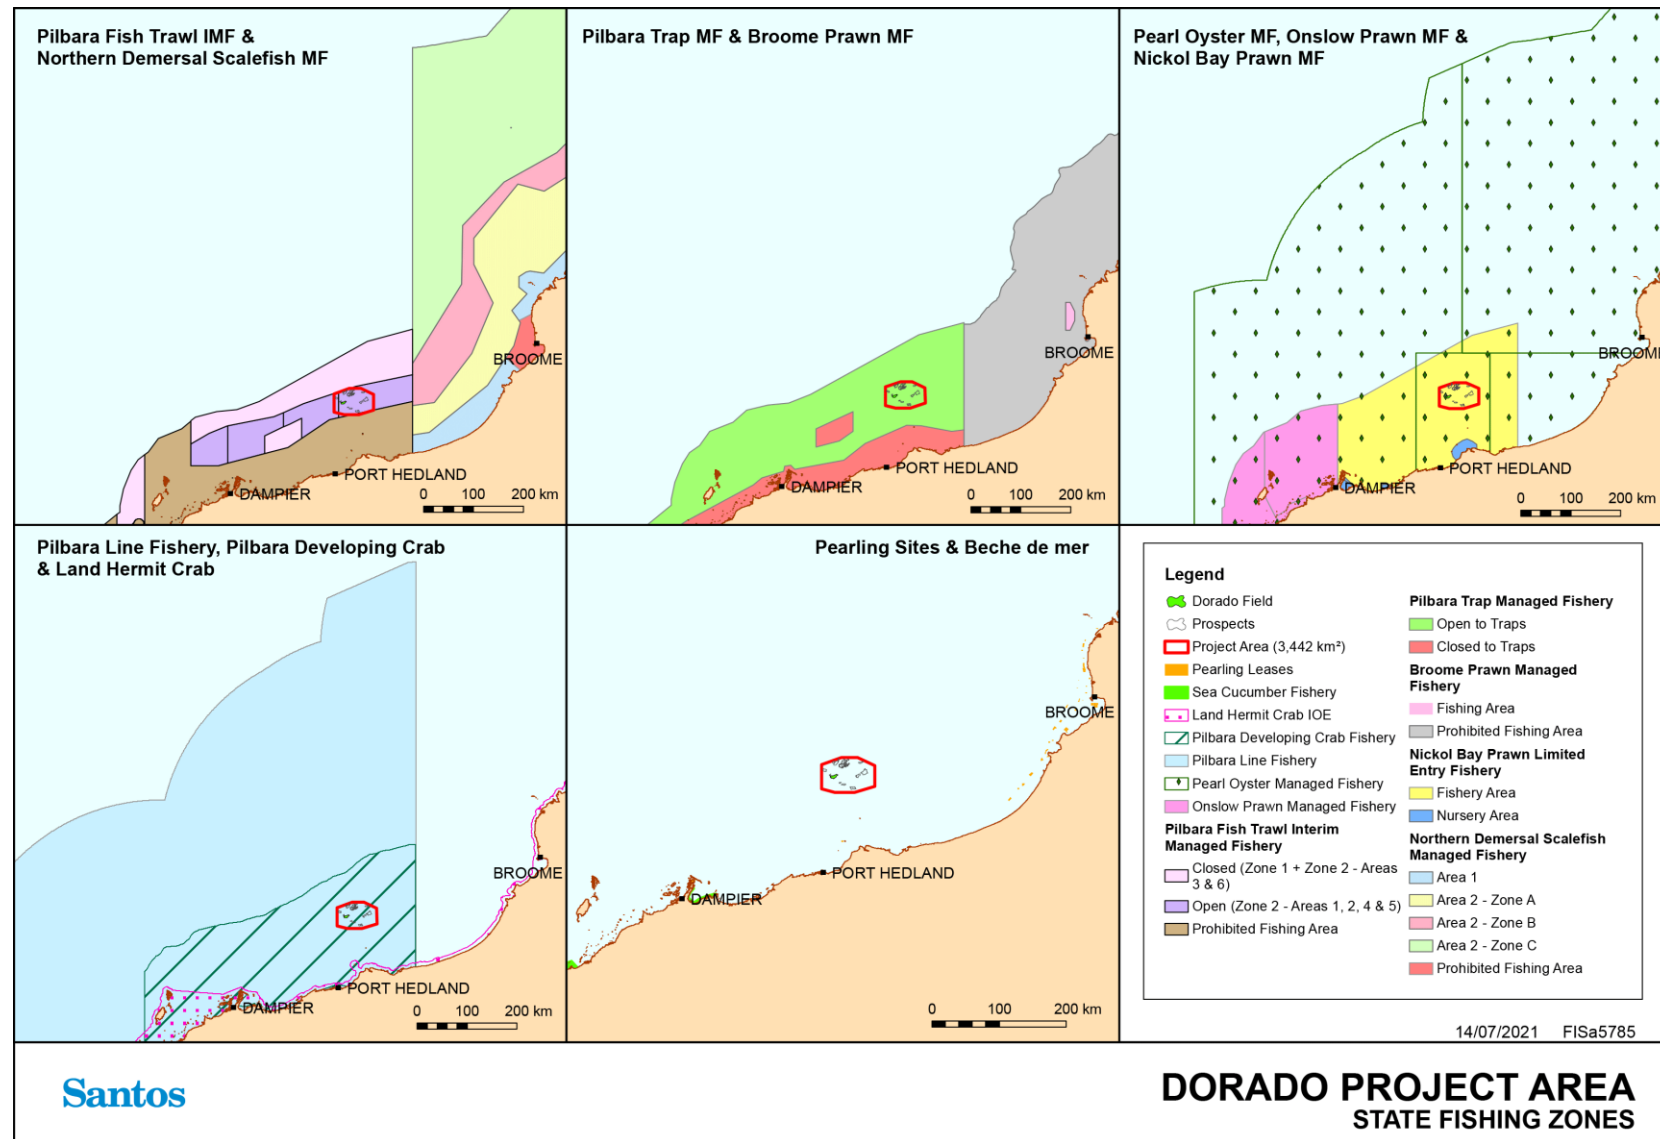 Pilbara Fish Trawl IMF &
Northern Demersal Scalefish MF
BROOME
PORT HEDLAND
DAMPIER
0 100 200 km
Pilbara Trap MF & Broome Prawn MF
BROOME
PORT HEDLAND
DAMPIER
0 100 200 km
Pearl Oyster MF, Onslow Prawn MF &
Nickol Bay Prawn MF
BROOME
PORT HEDLAND
DAMPIER
0 100 200 km
Pilbara Line Fishery, Pilbara Developing Crab
& Land Hermit Crab
BROOME
PORT HEDLAND
DAMPIER
0 100 200 km
Pearling Sites & Beche de mer
BROOME
PORT HEDLAND
DAMPIER
0 100 200 km
Legend
Dorado Field
Prospects
Project Area (3,442 km²)
Pearling Leases
Sea Cucumber Fishery
Land Hermit Crab IOE
Pilbara Developing Crab Fishery
Pilbara Line Fishery
Pearl Oyster Managed Fishery
Onslow Prawn Managed Fishery
Pilbara Fish Trawl Interim
Managed Fishery
Closed (Zone 1 + Zone 2 - Areas
3 & 6)
Open (Zone 2 - Areas 1, 2, 4 & 5)
Prohibited Fishing Area
Pilbara Trap Managed Fishery
Open to Traps
Closed to Traps
Broome Prawn Managed
Fishery
Fishing Area
Prohibited Fishing Area
Nickol Bay Prawn Limited
Entry Fishery
Fishery Area
Nursery Area
Northern Demersal Scalefish
Managed Fishery
Area 1
Area 2 - Zone A
Area 2 - Zone B
Area 2 - Zone C
Prohibited Fishing Area
14/07/2021 FISa5785
Santos
DORADO PROJECT AREA
STATE FISHING ZONES